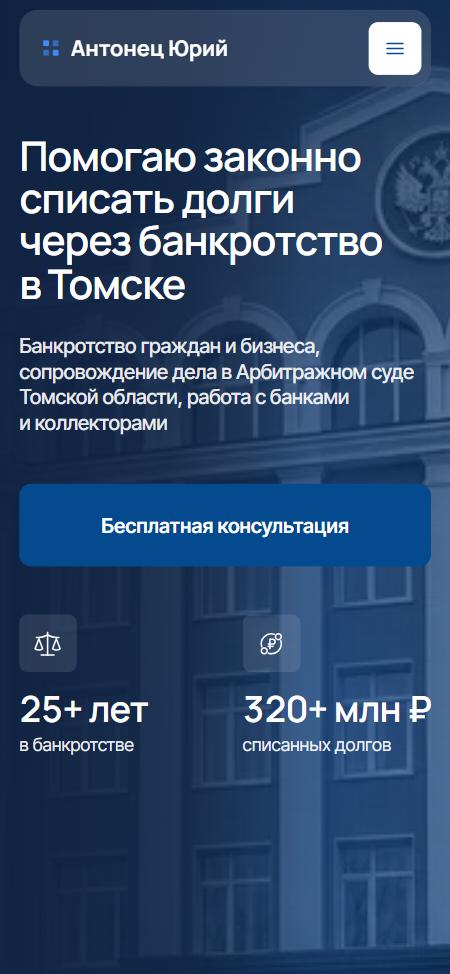 Антонец Юрий
Помогаю законно
списать долги
через банкротство
в Томске
Банкротство граждан и бизнеса,
сопровождение дела в Арбитражном суде
Томской области, работа с банками
и коллекторами
Бесплатная консультация
25+ лет
в банкротстве
320+ млн ₽
списанных долгов